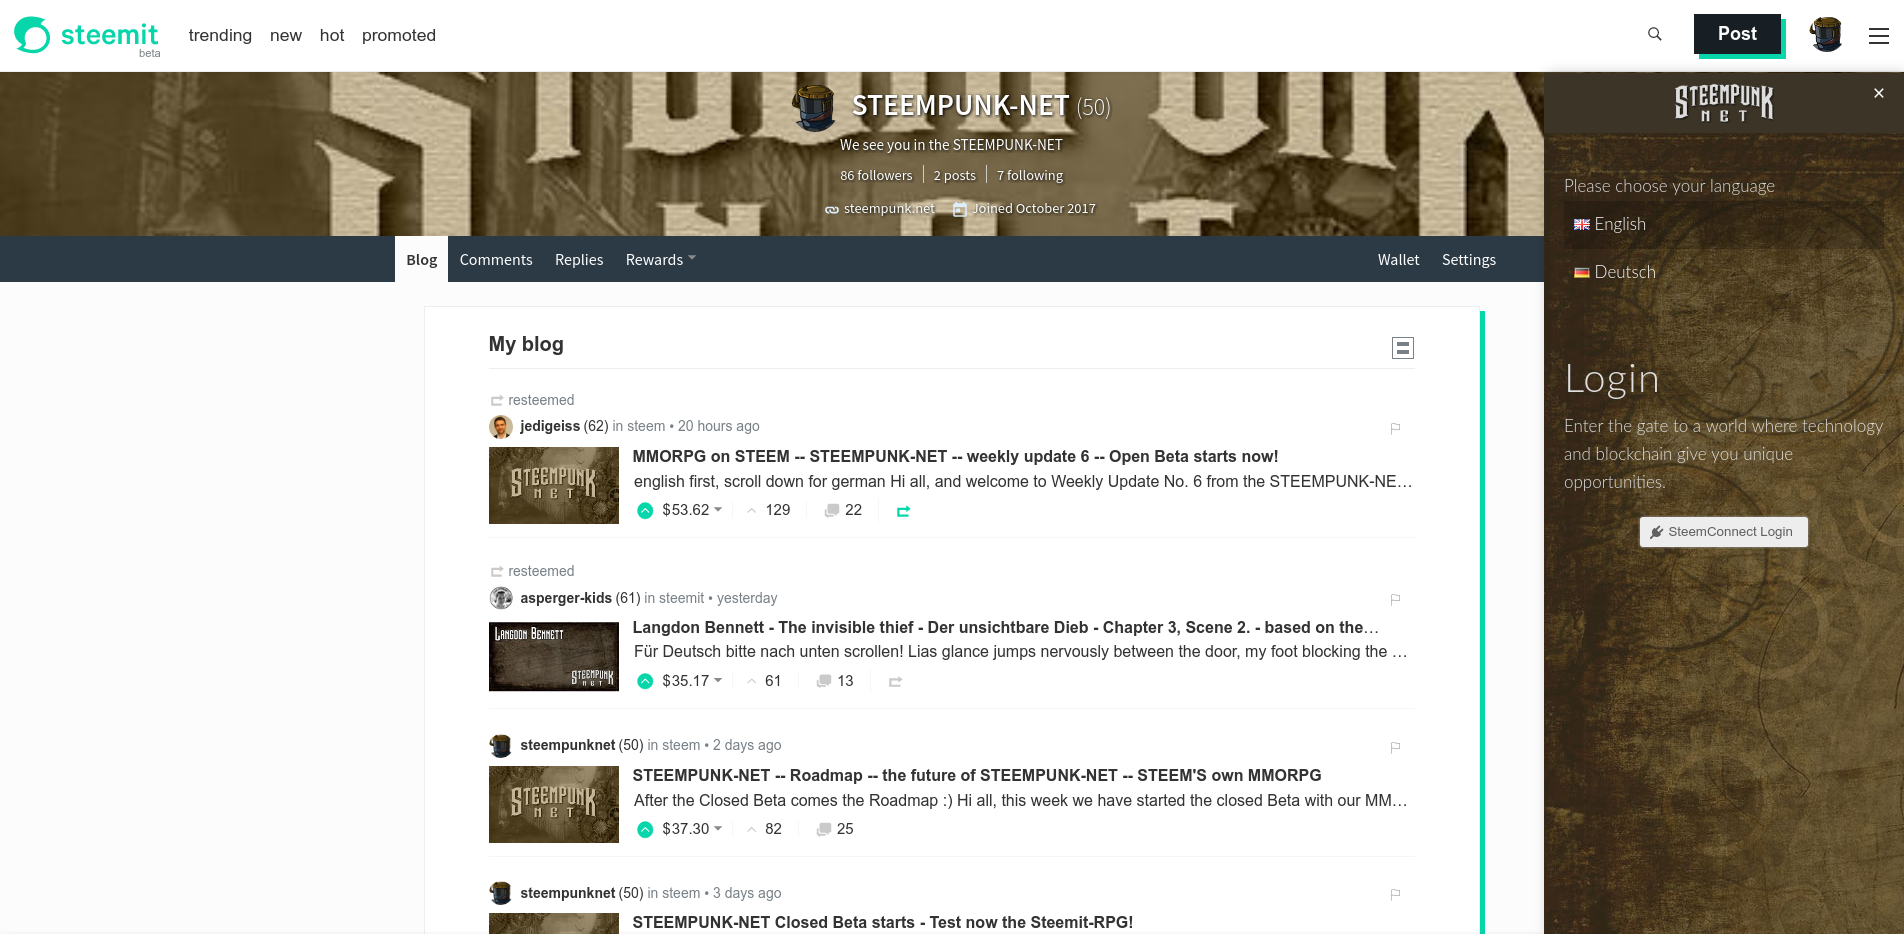 steemit
beta
trending new hot promoted
Post
STEEMPUNK-NET (50)
We see you in the STEEMPUNK-NET
86 followers 2 posts 7 following
steempunk.net Joined October 2017
Blog Comments Replies Rewards Wallet Settings
My blog
resteemed
jedigeiss (62) in steem • 20 hours ago
STEEMPUNK
NET
MMORPG on STEEM -- STEEMPUNK-NET -- weekly update 6 -- Open Beta starts now!
english first, scroll down for german Hi all, and welcome to Weekly Update No. 6 from the STEEMPUNK-NE…
$53.62 129 22
resteemed
asperger-kids (61) in steemit • yesterday
Langdon Bennett
STEEMPUNK
NET
Langdon Bennett - The invisible thief - Der unsichtbare Dieb - Chapter 3, Scene 2. - based on the…
Für Deutsch bitte nach unten scrollen! Lias glance jumps nervously between the door, my foot blocking the …
$35.17 61 13
steempunknet (50) in steem • 2 days ago
STEEMPUNK
NET
STEEMPUNK-NET -- Roadmap -- the future of STEEMPUNK-NET -- STEEM'S own MMORPG
After the Closed Beta comes the Roadmap :) Hi all, this week we have started the closed Beta with our MM…
$37.30 82 25
steempunknet (50) in steem • 3 days ago
STEEMPUNK-NET Closed Beta starts - Test now the Steemit-RPG!
STEEMPUNK
NET
×
Please choose your language
English
Deutsch
Login
Enter the gate to a world where technology
and blockchain give you unique
opportunities.
SteemConnect Login